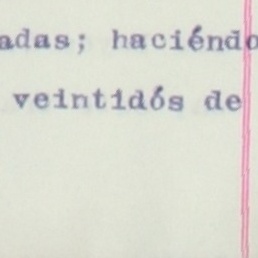 adas; haciéndo
veintidós de